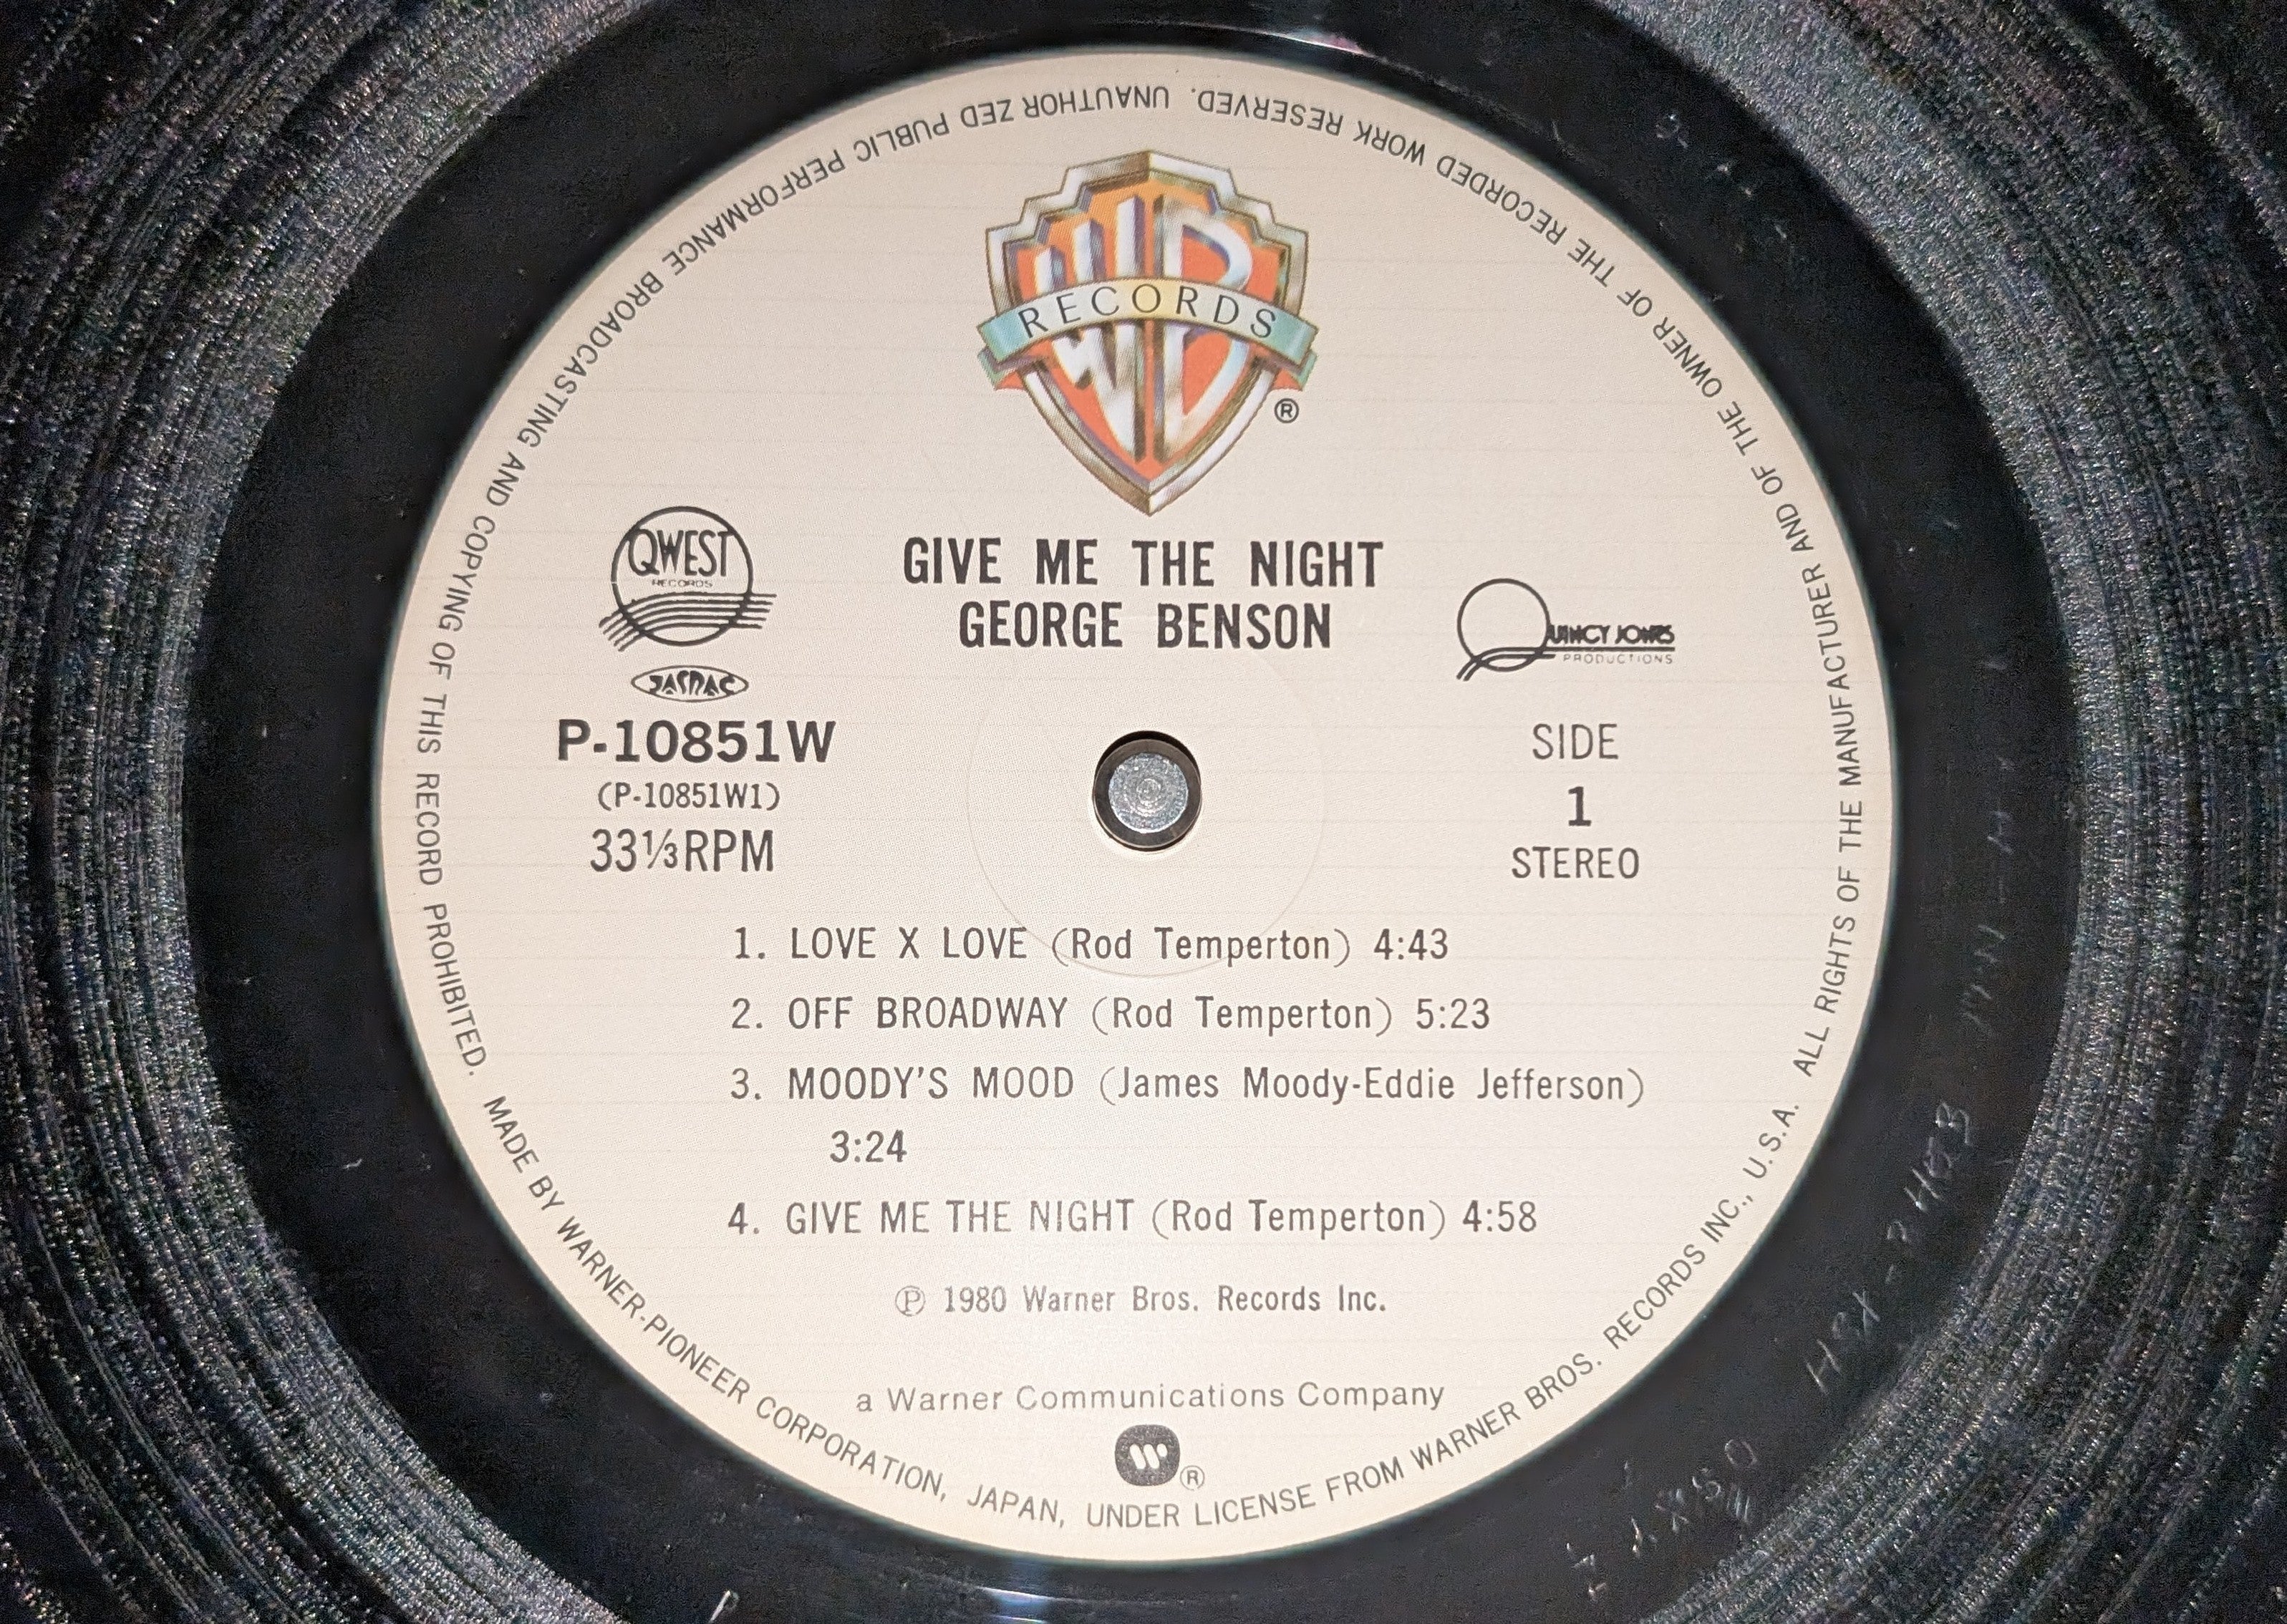 WB
RECORDS
®
QWEST
RECORDS
GIVE ME THE NIGHT
GEORGE BENSON
QUINCY JONES
PRODUCTIONS
JASRAC
P-10851W
(P-10851W1)
33⅓RPM
SIDE
1
STEREO
1. LOVE X LOVE (Rod Temperton) 4:43
2. OFF BROADWAY (Rod Temperton) 5:23
3. MOODY'S MOOD (James Moody-Eddie Jefferson)
3:24
4. GIVE ME THE NIGHT (Rod Temperton) 4:58
℗ 1980 Warner Bros. Records Inc.
a Warner Communications Company
®
MADE BY WARNER-PIONEER CORPORATION, JAPAN, UNDER LICENSE FROM WARNER BROS. RECORDS INC., U.S.A. ALL RIGHTS OF THE MANUFACTURER AND OF THE OWNER OF THE RECORDED WORK RESERVED. UNAUTHOR ZED PUBLIC PERFORMANCE BROADCASTING AND COPYING OF THIS RECORD PROHIBITED.